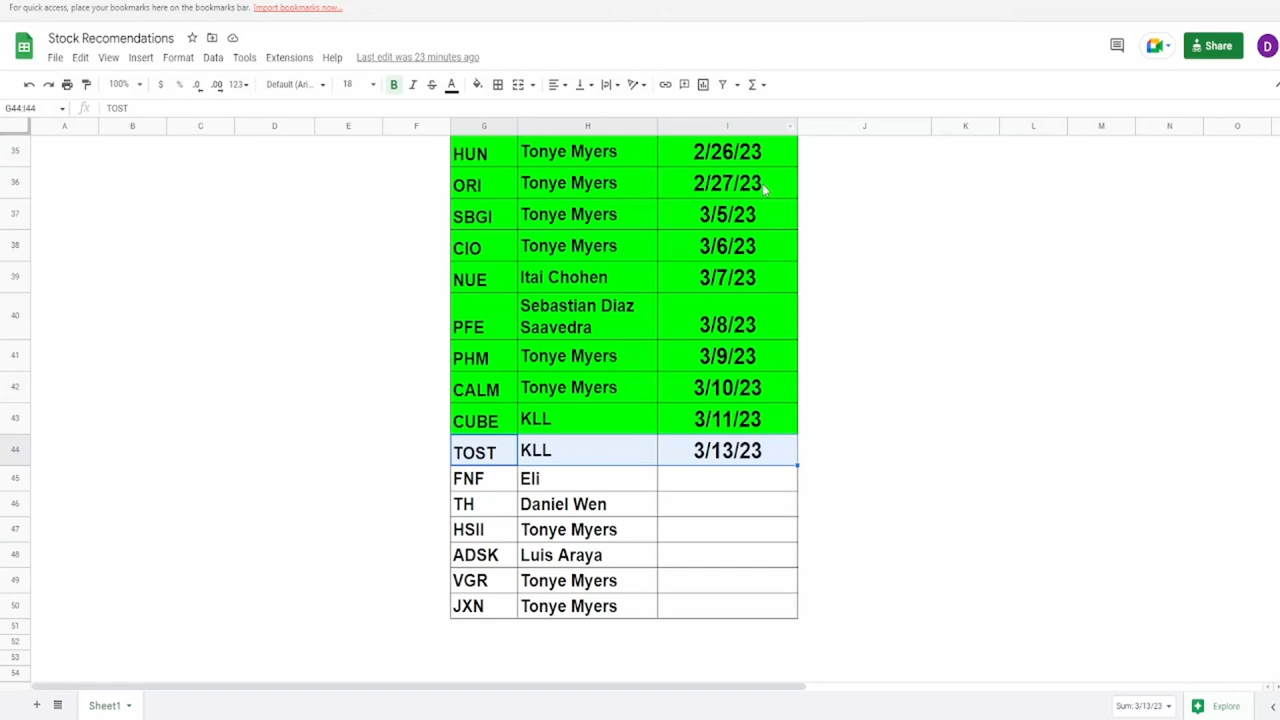 For quick access, place your bookmarks here on the bookmarks bar. Import bookmarks now...
Stock Recomendations
File Edit View Insert Format Data Tools Extensions Help Last edit was 23 minutes ago
Share
D
100% $ % .0 .00 123 Default (Ari... 18 B I S A
G44:I44 fx TOST
A B C D E F G H I J K L M N O
35 HUN Tonye Myers 2/26/23
36 ORI Tonye Myers 2/27/23
37 SBGI Tonye Myers 3/5/23
38 CIO Tonye Myers 3/6/23
39 NUE Itai Chohen 3/7/23
40 PFE Sebastian Diaz Saavedra 3/8/23
41 PHM Tonye Myers 3/9/23
42 CALM Tonye Myers 3/10/23
43 CUBE KLL 3/11/23
44 TOST KLL 3/13/23
45 FNF Eli
46 TH Daniel Wen
47 HSII Tonye Myers
48 ADSK Luis Araya
49 VGR Tonye Myers
50 JXN Tonye Myers
51
52
53
54
Sheet1 Sum: 3/13/23 Explore